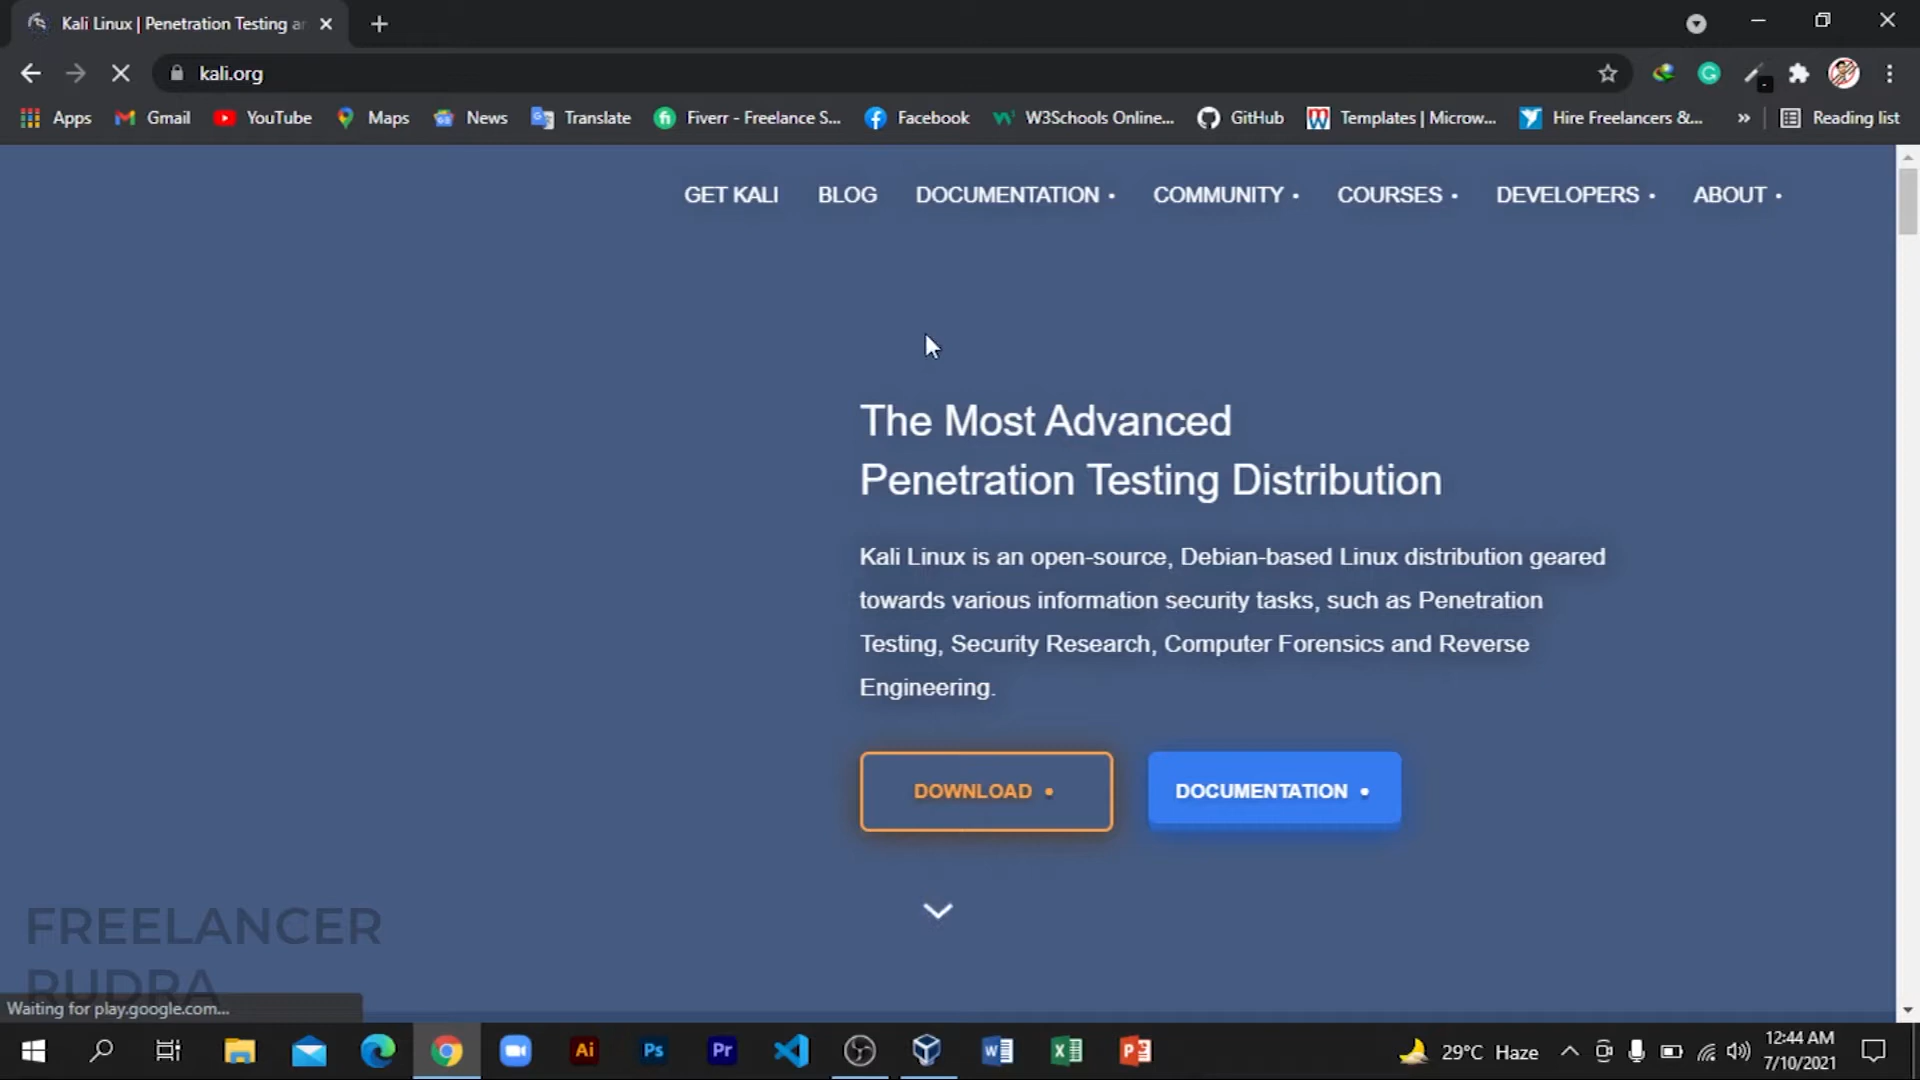 Kali Linux | Penetration Testing ar
kali.org
Apps Gmail YouTube Maps News Translate Fiverr - Freelance S... Facebook W3Schools Online... GitHub Templates | Microw... Hire Freelancers &... » Reading list
GET KALI BLOG DOCUMENTATION • COMMUNITY • COURSES • DEVELOPERS • ABOUT •
The Most Advanced
Penetration Testing Distribution
Kali Linux is an open-source, Debian-based Linux distribution geared
towards various information security tasks, such as Penetration
Testing, Security Research, Computer Forensics and Reverse
Engineering.
DOWNLOAD • DOCUMENTATION •
FREELANCER
RUDRA
Waiting for play.google.com...
Ai Ps Pr
29°C Haze
12:44 AM
7/10/2021